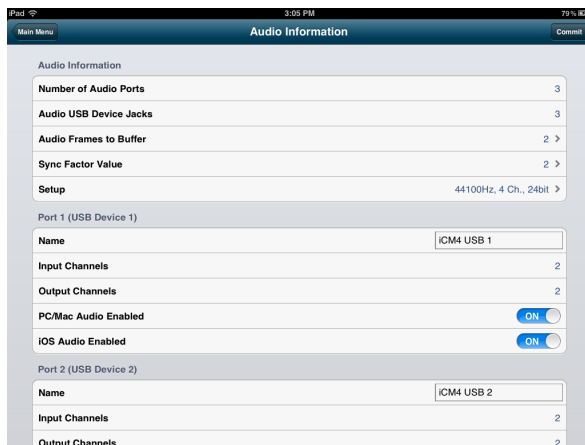 iPad 3:05 PM 79%
Main Menu Audio Information Commit
Audio Information
Number of Audio Ports 3
Audio USB Device Jacks 3
Audio Frames to Buffer 2 >
Sync Factor Value 2 >
Setup 44100Hz, 4 Ch., 24bit >
Port 1 (USB Device 1)
Name iCM4 USB 1
Input Channels 2
Output Channels 2
PC/Mac Audio Enabled ON
iOS Audio Enabled ON
Port 2 (USB Device 2)
Name iCM4 USB 2
Input Channels 2
Output Channels 2